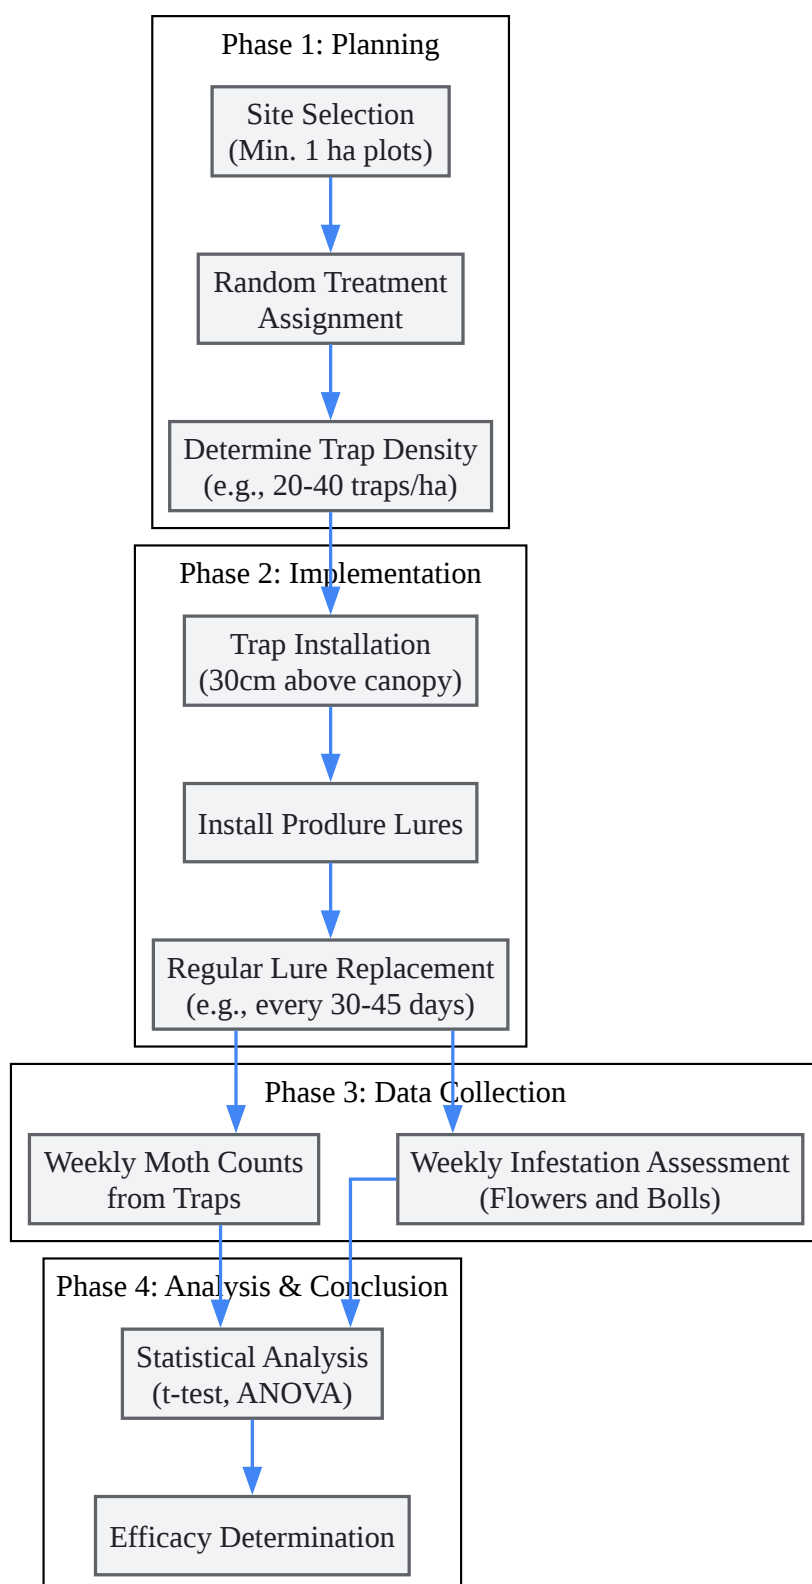 Phase 1: Planning
Site Selection
(Min. 1 ha plots)
Random Treatment
Assignment
Determine Trap Density
(e.g., 20-40 traps/ha)
Phase 2: Implementation
Trap Installation
(30cm above canopy)
Install Prodlure Lures
Regular Lure Replacement
(e.g., every 30-45 days)
Phase 3: Data Collection
Weekly Moth Counts
from Traps
Weekly Infestation Assessment
(Flowers and Bolls)
Phase 4: Analysis & Conclusion
Statistical Analysis
(t-test, ANOVA)
Efficacy Determination